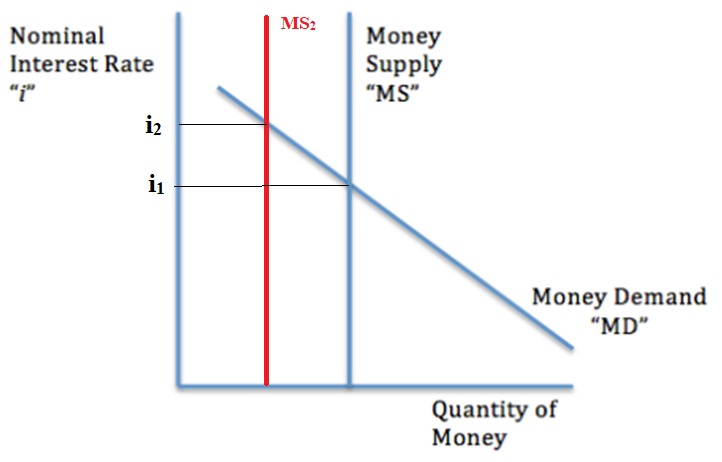 Nominal
Interest Rate
“i”
MS₂
Money
Supply
“MS”
i₂
i₁
Money Demand
“MD”
Quantity of
Money